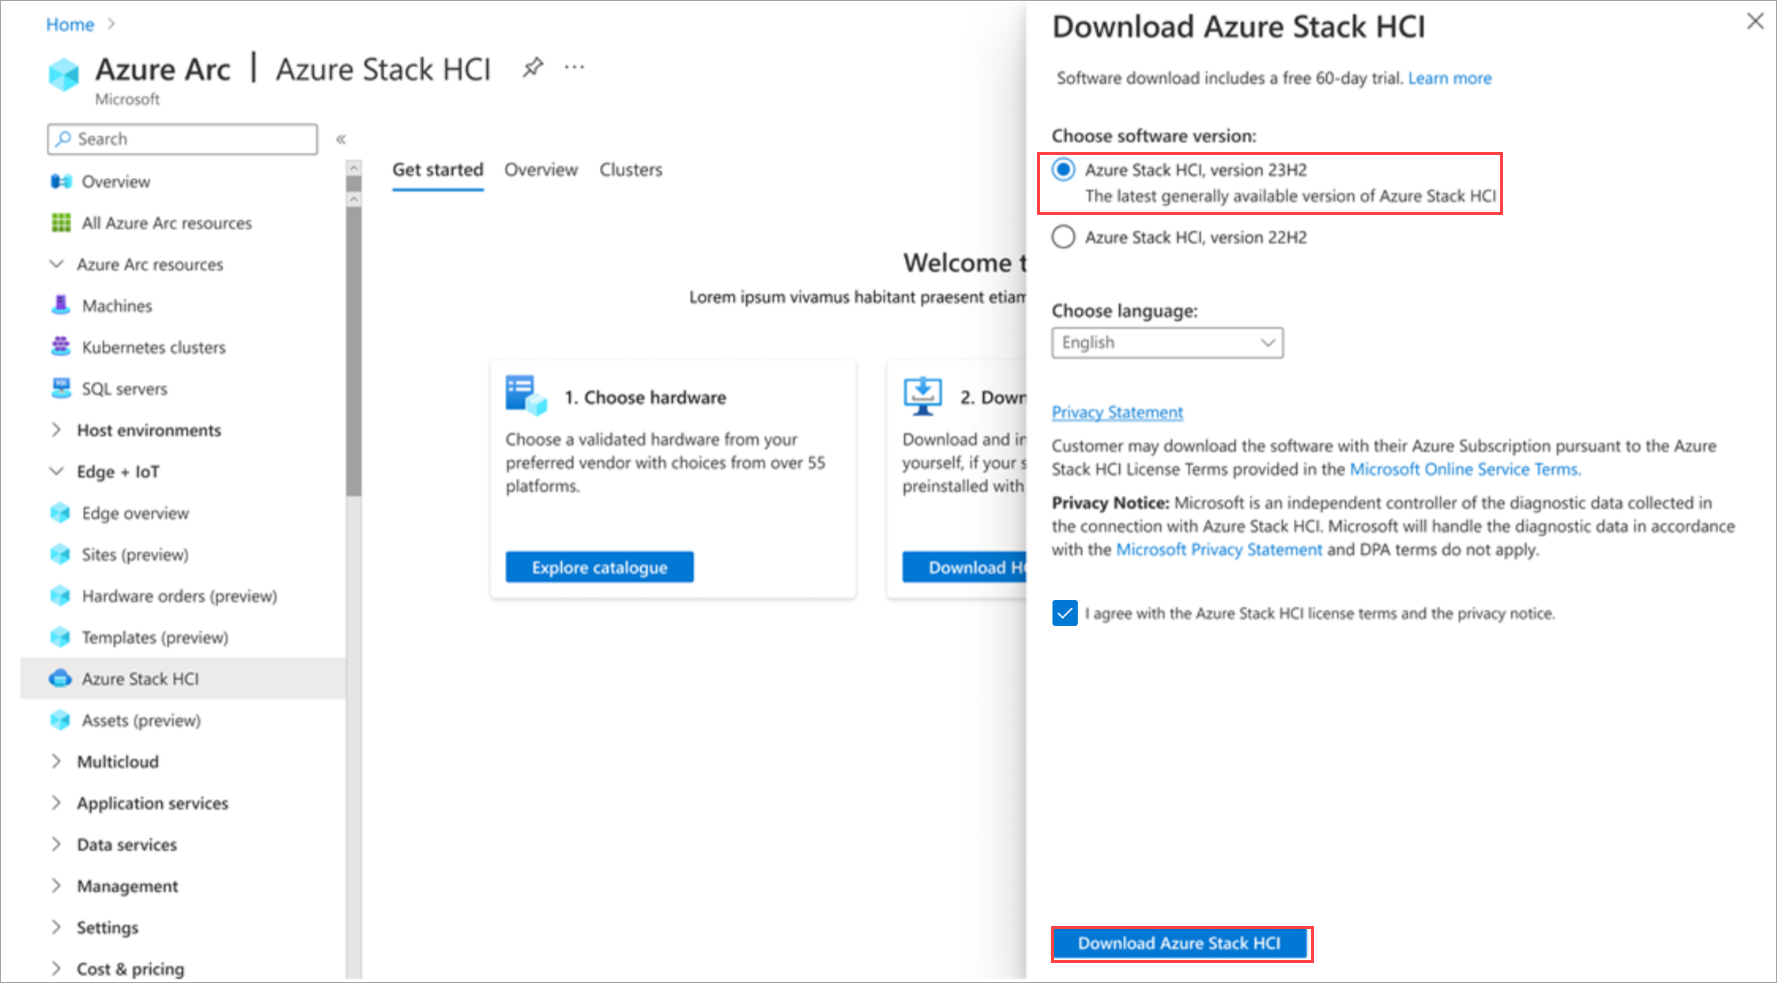 Home
Azure Arc | Azure Stack HCI
Microsoft
Search
Overview
All Azure Arc resources
Azure Arc resources
Machines
Kubernetes clusters
SQL servers
Host environments
Edge + IoT
Edge overview
Sites (preview)
Hardware orders (preview)
Templates (preview)
Azure Stack HCI
Assets (preview)
Multicloud
Application services
Data services
Management
Settings
Cost & pricing
Get started Overview Clusters
Welcome t
Lorem ipsum vivamus habitant praesent etiam
1. Choose hardware
Choose a validated hardware from your
preferred vendor with choices from over 55
platforms.
Explore catalogue
2. Down
Download and in
yourself, if your s
preinstalled with
Download H
Download Azure Stack HCI
Software download includes a free 60-day trial. Learn more
Choose software version:
Azure Stack HCI, version 23H2
The latest generally available version of Azure Stack HCI
Azure Stack HCI, version 22H2
Choose language:
English
Privacy Statement
Customer may download the software with their Azure Subscription pursuant to the Azure
Stack HCI License Terms provided in the Microsoft Online Service Terms.
Privacy Notice: Microsoft is an independent controller of the diagnostic data collected in
the connection with Azure Stack HCI. Microsoft will handle the diagnostic data in accordance
with the Microsoft Privacy Statement and DPA terms do not apply.
I agree with the Azure Stack HCI license terms and the privacy notice.
Download Azure Stack HCI